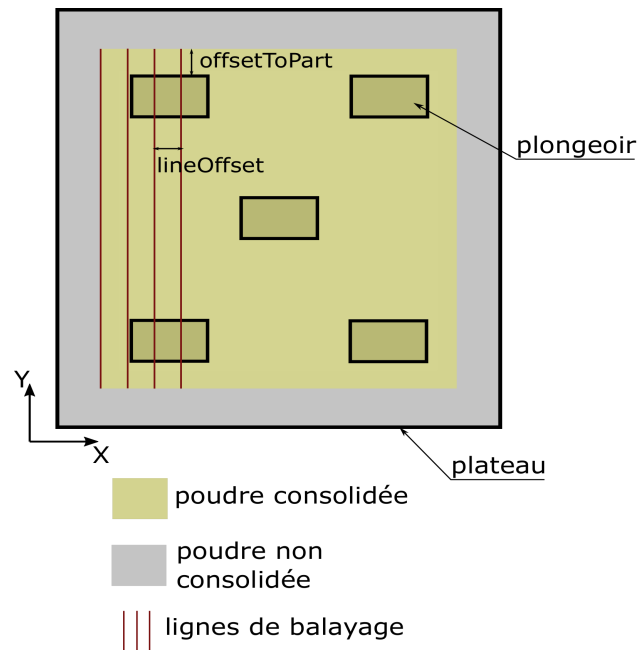 offsetToPart
plongeoir
lineOffset
Y
X
plateau
poudre consolidée
poudre non
consolidée
lignes de balayage